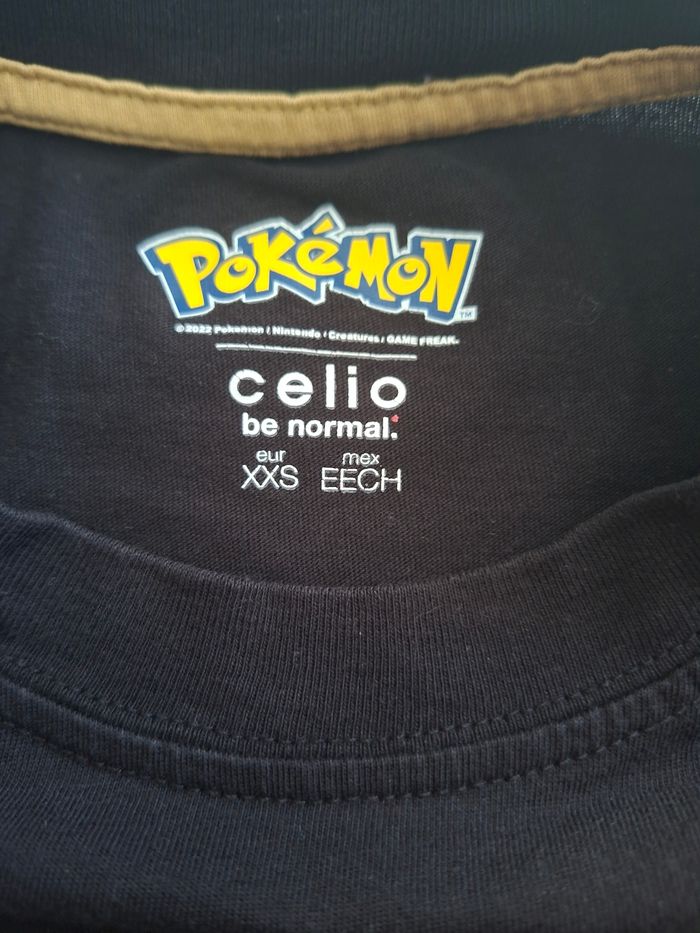 POKéMON
TM
©2022 Pokémon / Nintendo / Creatures / GAME FREAK.
celio
be normal.*
eur mex
XXS EECH